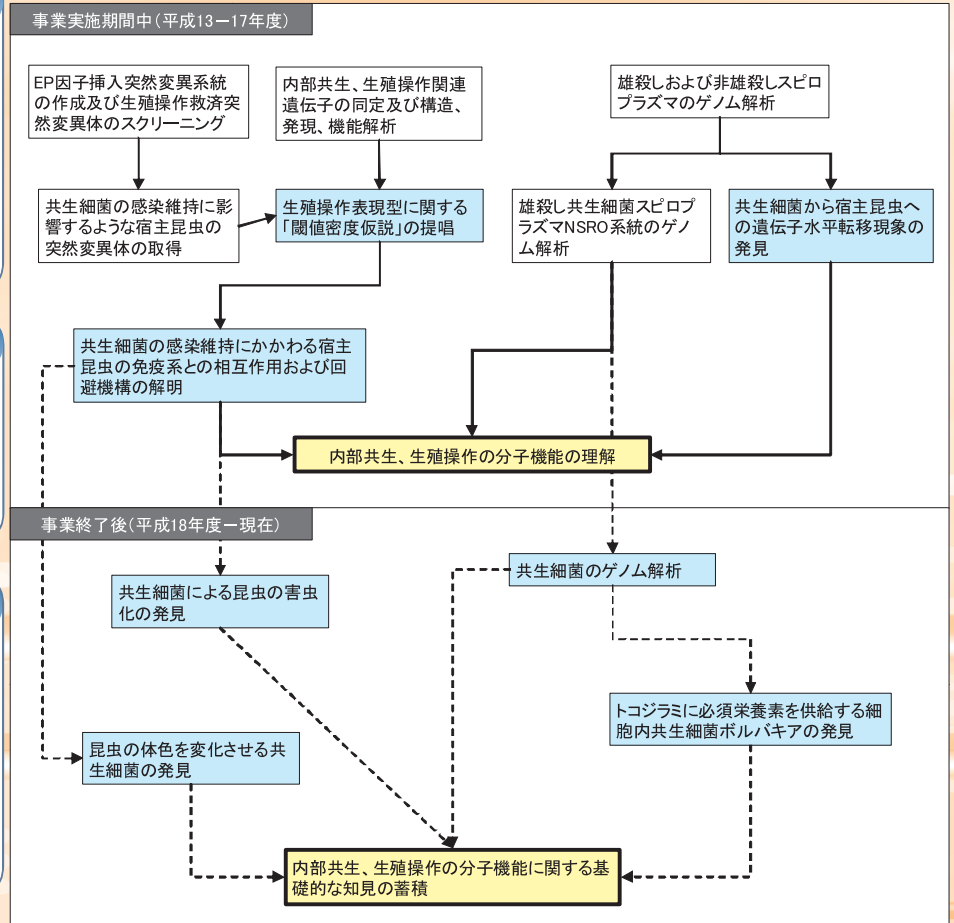 事業実施期間中(平成13ー17年度)
EP因子挿入突然変異系統
の作成及び生殖操作救済突
然変異体のスクリーニング
内部共生、生殖操作関連
遺伝子の同定及び構造、
発現、機能解析
雄殺しおよび非雄殺しスピロ
プラズマのゲノム解析
共生細菌の感染維持に影
響するような宿主昆虫の
突然変異体の取得
生殖操作表現型に関する
「閾値密度仮説」の提唱
雄殺し共生細菌スピロプ
ラズマNSRO系統のゲノ
ム解析
共生細菌から宿主昆虫へ
の遺伝子水平転移現象の
発見
共生細菌の感染維持にかかわる宿主
昆虫の免疫系との相互作用および回
避機構の解明
内部共生、生殖操作の分子機能の理解
事業終了後(平成18年度ー現在)
共生細菌による昆虫の害虫
化の発見
共生細菌のゲノム解析
トコジラミに必須栄養素を供給する細
胞内共生細菌ボルバキアの発見
昆虫の体色を変化させる共
生細菌の発見
内部共生、生殖操作の分子機能に関する基
礎的な知見の蓄積